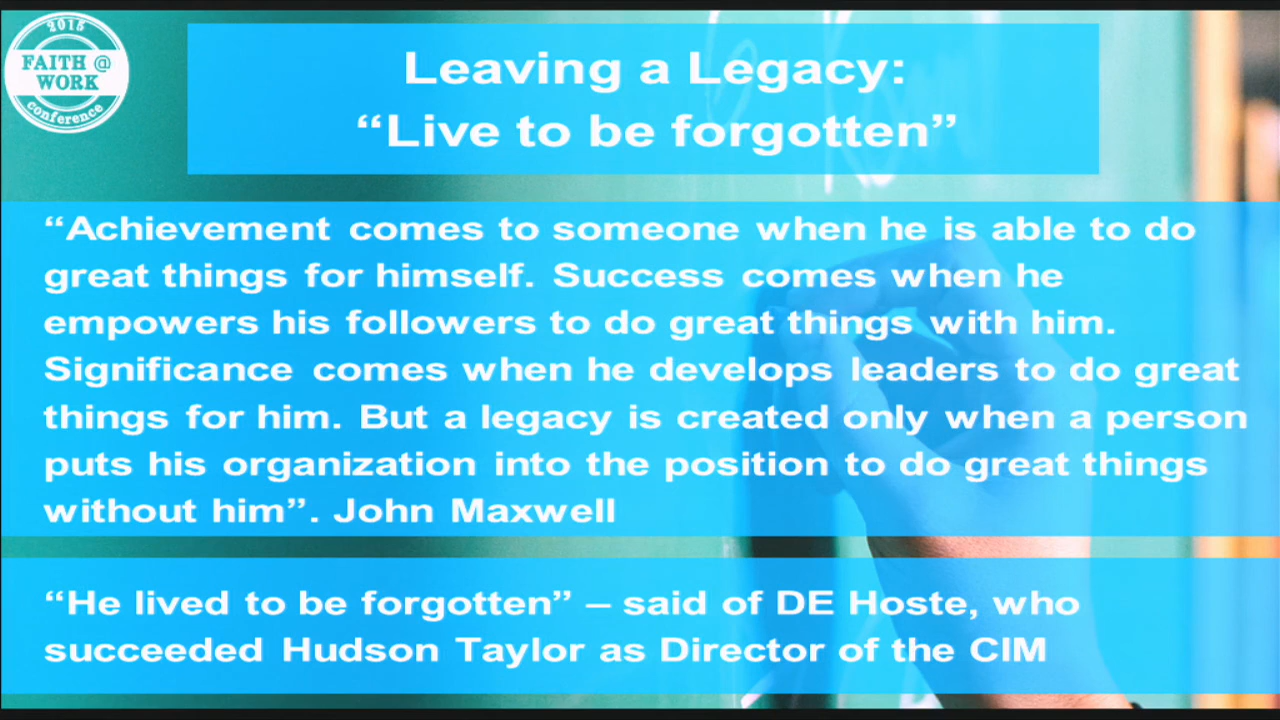 2015
FAITH @
WORK
conference
Leaving a Legacy:
“Live to be forgotten”
“Achievement comes to someone when he is able to do
great things for himself. Success comes when he
empowers his followers to do great things with him.
Significance comes when he develops leaders to do great
things for him. But a legacy is created only when a person
puts his organization into the position to do great things
without him”. John Maxwell
“He lived to be forgotten” – said of DE Hoste, who
succeeded Hudson Taylor as Director of the CIM